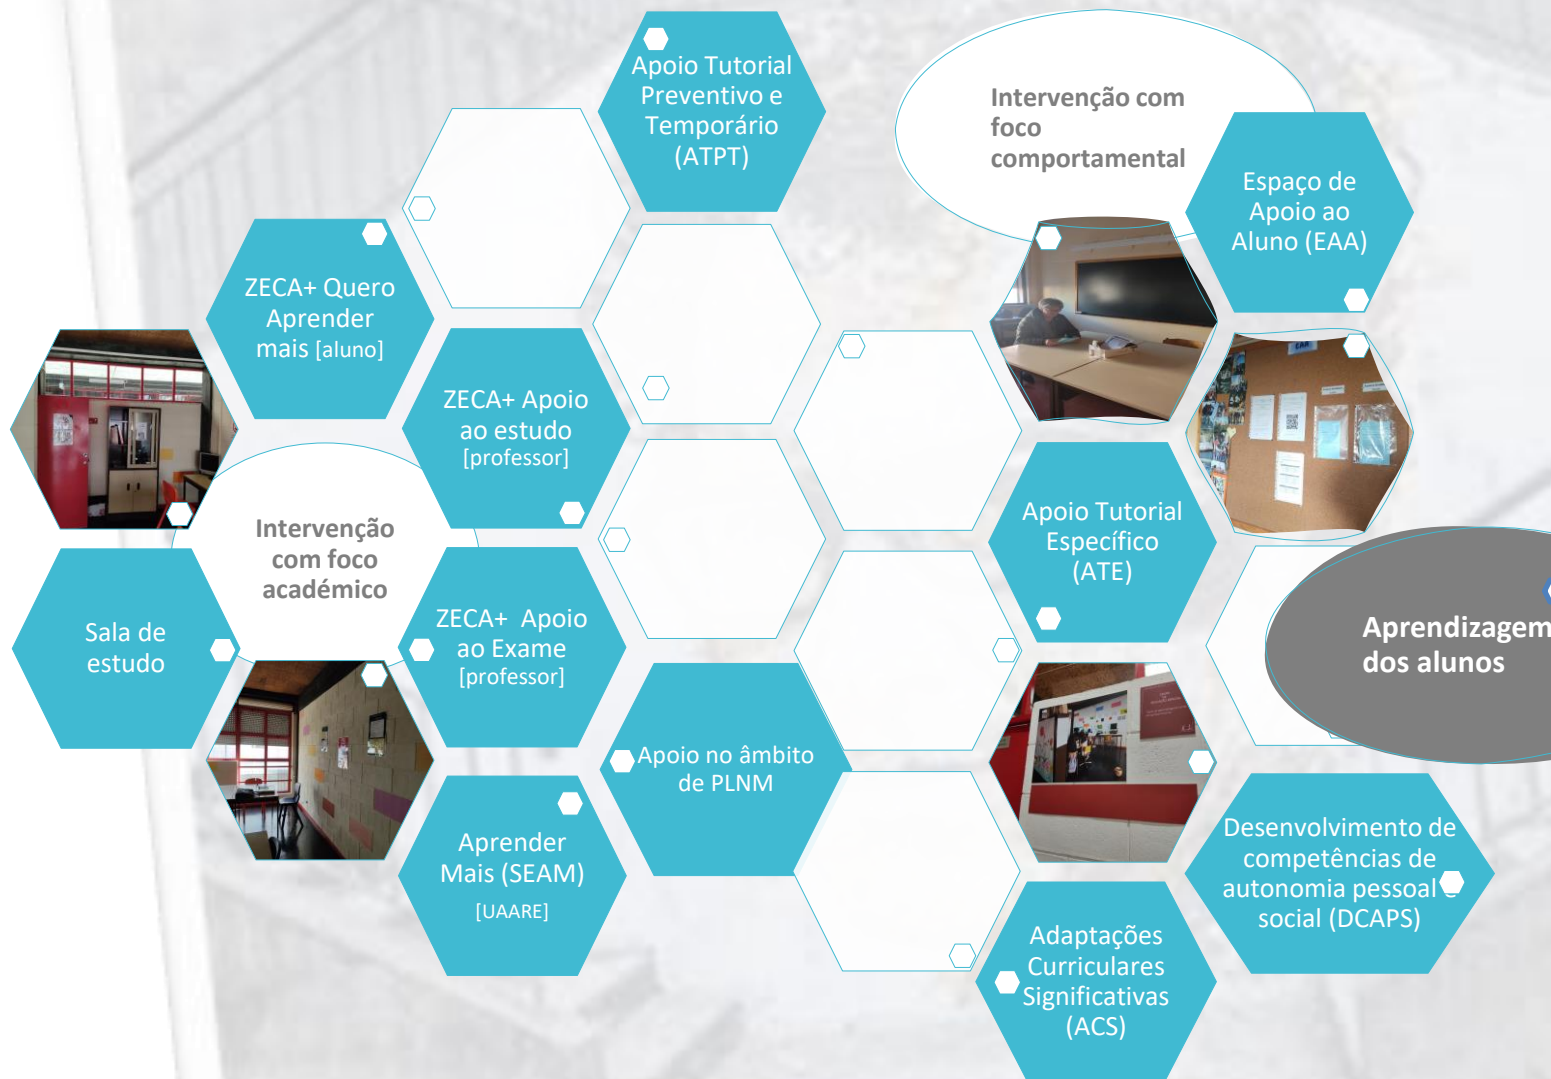 Apoio Tutorial
Preventivo e
Temporário
(ATPT)
Intervenção com
foco
comportamental
Espaço de
Apoio ao
Aluno (EAA)
ZECA+ Quero
Aprender
mais [aluno]
ZECA+ Apoio
ao estudo
[professor]
Intervenção
com foco
académico
Apoio Tutorial
Específico
(ATE)
Sala de
estudo
ZECA+  Apoio
ao Exame
[professor]
Aprendizagem
dos alunos
Apoio no âmbito
de PLNM
Aprender
Mais (SEAM)
[UAARE]
Desenvolvimento de
competências de
autonomia pessoal e
social (DCAPS)
Adaptações
Curriculares
Significativas
(ACS)